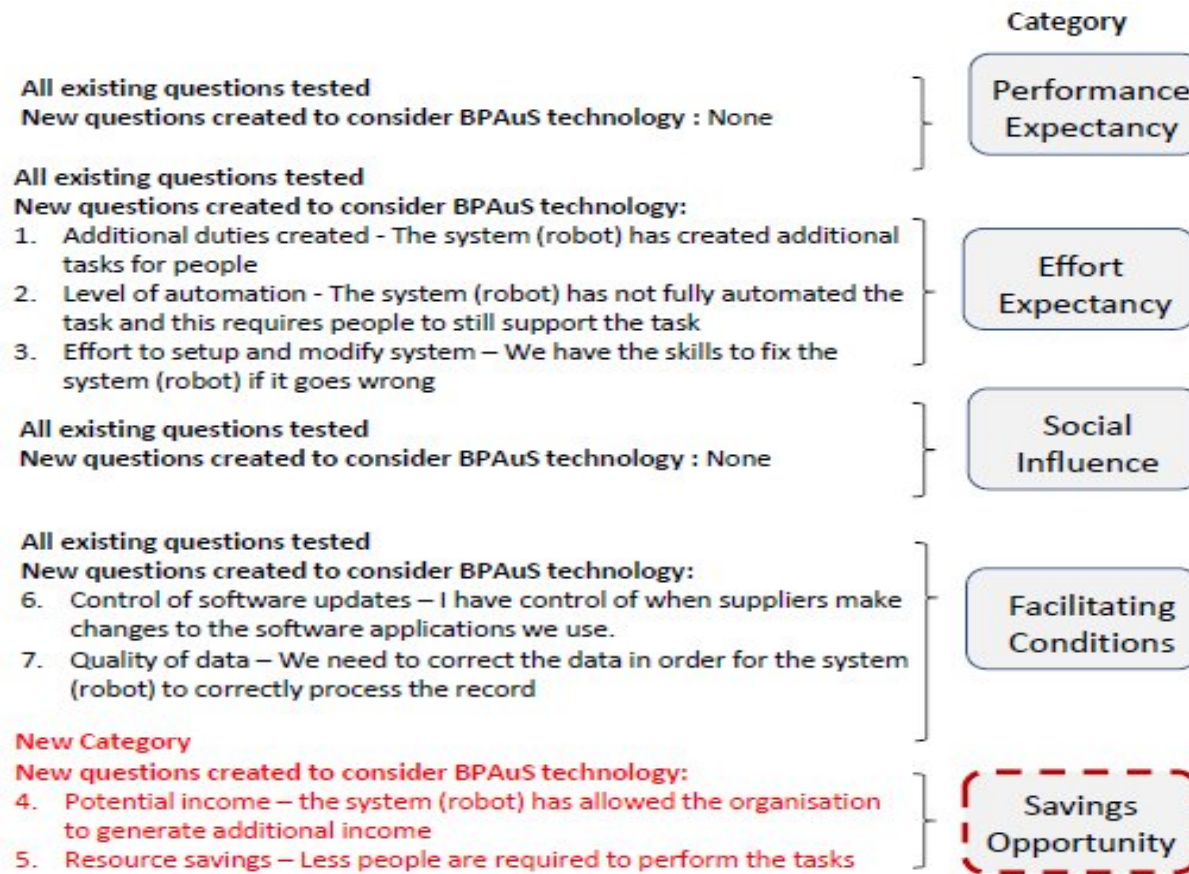 Category
All existing questions tested
New questions created to consider BPAuS technology : None
Performance
Expectancy
All existing questions tested
New questions created to consider BPAuS technology:
1. Additional duties created - The system (robot) has created additional
tasks for people
2. Level of automation - The system (robot) has not fully automated the
task and this requires people to still support the task
3. Effort to setup and modify system – We have the skills to fix the
system (robot) if it goes wrong
Effort
Expectancy
All existing questions tested
New questions created to consider BPAuS technology : None
Social
Influence
All existing questions tested
New questions created to consider BPAuS technology:
6. Control of software updates – I have control of when suppliers make
changes to the software applications we use.
7. Quality of data – We need to correct the data in order for the system
(robot) to correctly process the record
Facilitating
Conditions
New Category
New questions created to consider BPAuS technology:
4. Potential income – the system (robot) has allowed the organisation
to generate additional income
5. Resource savings – Less people are required to perform the tasks
Savings
Opportunity